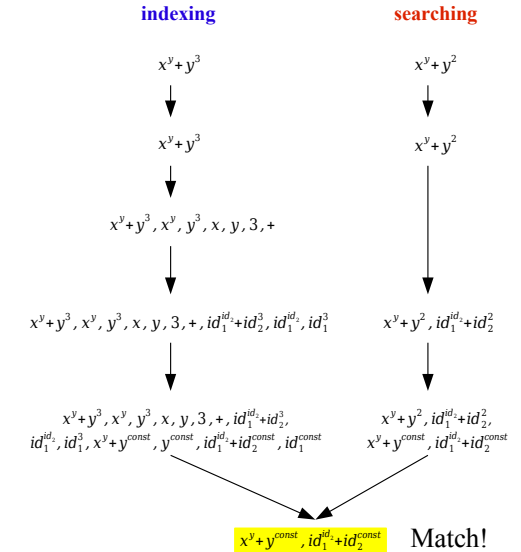 indexing searching
x^y + y^3 x^y + y^2
x^y + y^3 x^y + y^2
x^y + y^3, x^y, y^3, x, y, 3, +
x^y + y^3, x^y, y^3, x, y, 3, +, id_1^{id_2} + id_2^3, id_1^{id_2}, id_1^3 x^y + y^2, id_1^{id_2} + id_2^2
x^y + y^3, x^y, y^3, x, y, 3, +, id_1^{id_2} + id_2^3, x^y + y^2, id_1^{id_2} + id_2^2,
id_1^{id_2}, id_1^3, x^y + y^{const}, y^{const}, id_1^{id_2} + id_2^{const}, id_1^{const} x^y + y^{const}, id_1^{id_2} + id_2^{const}
x^y + y^{const}, id_1^{id_2} + id_2^{const} Match!